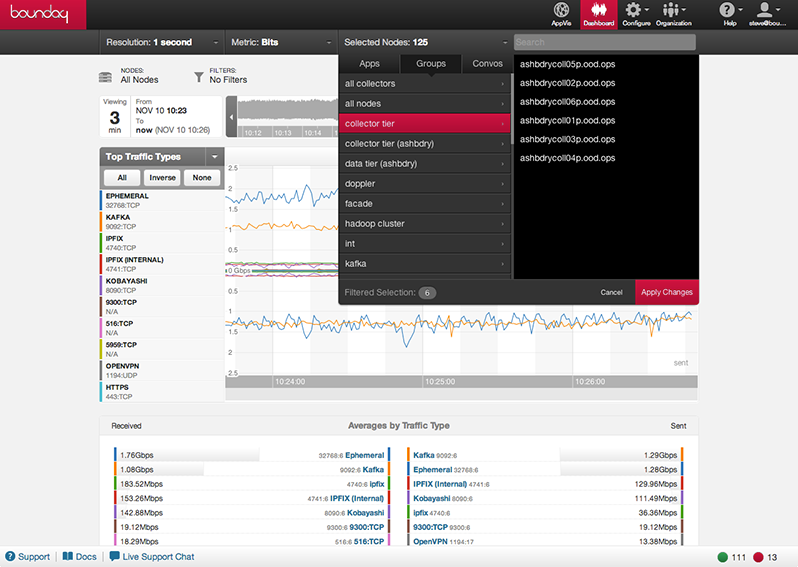 boundary
AppVis
Dashboard
Configure
Organization
Help
steve@bou...
Resolution: 1 second
Metric: Bits
Selected Nodes: 125
Search
NODES:
All Nodes
FILTERS:
No Filters
Apps
Groups
Convos
Viewing
3
min
From
NOV 10 10:23
To
now (NOV 10 10:26)
10:12
10:13
10:14
all collectors
all nodes
collector tier
collector tier (ashbdry)
data tier (ashbdry)
doppler
facade
hadoop cluster
int
kafka
ashbdrycoll05p.ood.ops
ashbdrycoll02p.ood.ops
ashbdrycoll06p.ood.ops
ashbdrycoll01p.ood.ops
ashbdrycoll03p.ood.ops
ashbdrycoll04p.ood.ops
Filtered Selection: 6
Cancel
Apply Changes
Top Traffic Types
All
Inverse
None
EPHEMERAL
32768:TCP
KAFKA
9092:TCP
IPFIX
4740:TCP
IPFIX (INTERNAL)
4741:TCP
KOBAYASHI
8090:TCP
9300:TCP
N/A
516:TCP
N/A
5959:TCP
N/A
OPENVPN
1194:UDP
HTTPS
443:TCP
2.5
2
1.5
1
0.5
0 Gbps
0.5
1
1.5
2
2.5
sent
10:24:00
10:25:00
10:26:00
Received
Averages by Traffic Type
Sent
1.76Gbps 32768:6 Ephemeral
1.08Gbps 9092:6 Kafka
183.52Mbps 4740:6 ipfix
153.26Mbps 4741:6 IPFIX (Internal)
142.88Mbps 8090:6 Kobayashi
19.12Mbps 9300:6 9300:TCP
18.29Mbps 516:6 516:TCP
Kafka 9092:6 1.29Gbps
Ephemeral 32768:6 1.28Gbps
IPFIX (Internal) 4741:6 129.96Mbps
Kobayashi 8090:6 111.49Mbps
ipfix 4740:6 36.36Mbps
9300:TCP 9300:6 19.12Mbps
OpenVPN 1194:17 13.38Mbps
Support
Docs
Live Support Chat
111
13